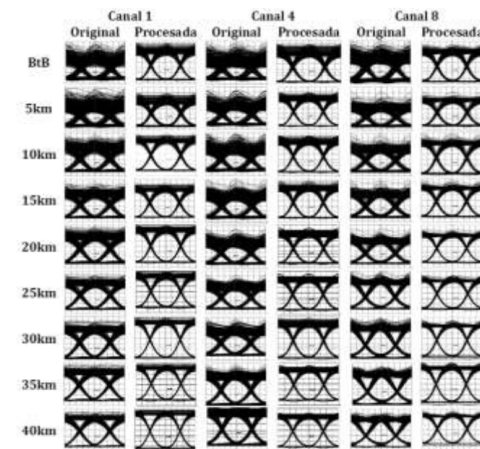 Canal 1 Canal 4 Canal 8
Original Procesada Original Procesada Original Procesada
BtB
5km
10km
15km
20km
25km
30km
35km
40km